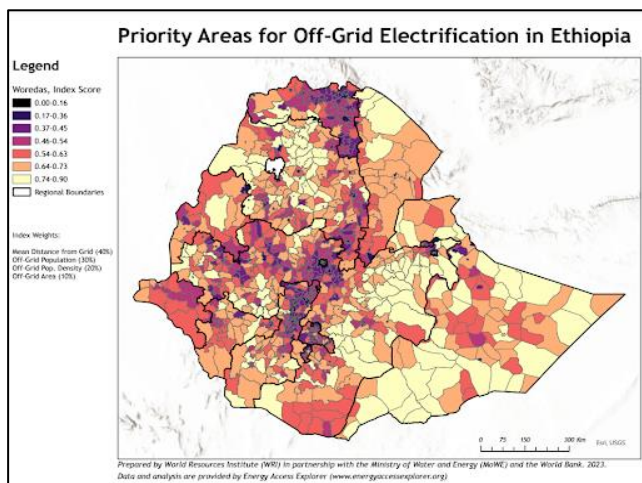 Priority Areas for Off-Grid Electrification in Ethiopia
Legend
Woredas, Index Score
0.00-0.16
0.17-0.36
0.37-0.45
0.46-0.54
0.54-0.63
0.64-0.73
0.74-0.90
Regional Boundaries
Index Weights:
Mean Distance from Grid (40%)
Off-Grid Population (30%)
Off-Grid Pop. Density (20%)
Off-Grid Area (10%)
0 75 150 300 Km
Esri, USGS
Prepared by World Resources Institute (WRI) in partnership with the Ministry of Water and Energy (MoWE) and the World Bank. 2023.
Data and analysis are provided by Energy Access Explorer (www.energyaccessexplorer.org)